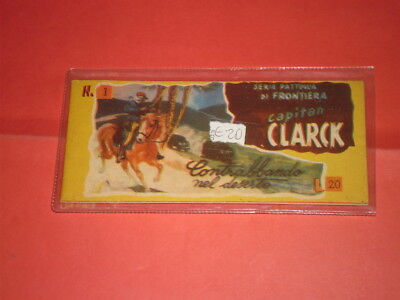 N. 1
SERIE PATTUGLIA
DI FRONTIERA
capitan
CLARCK
€ 20
Contrabbando
nel deserto
20